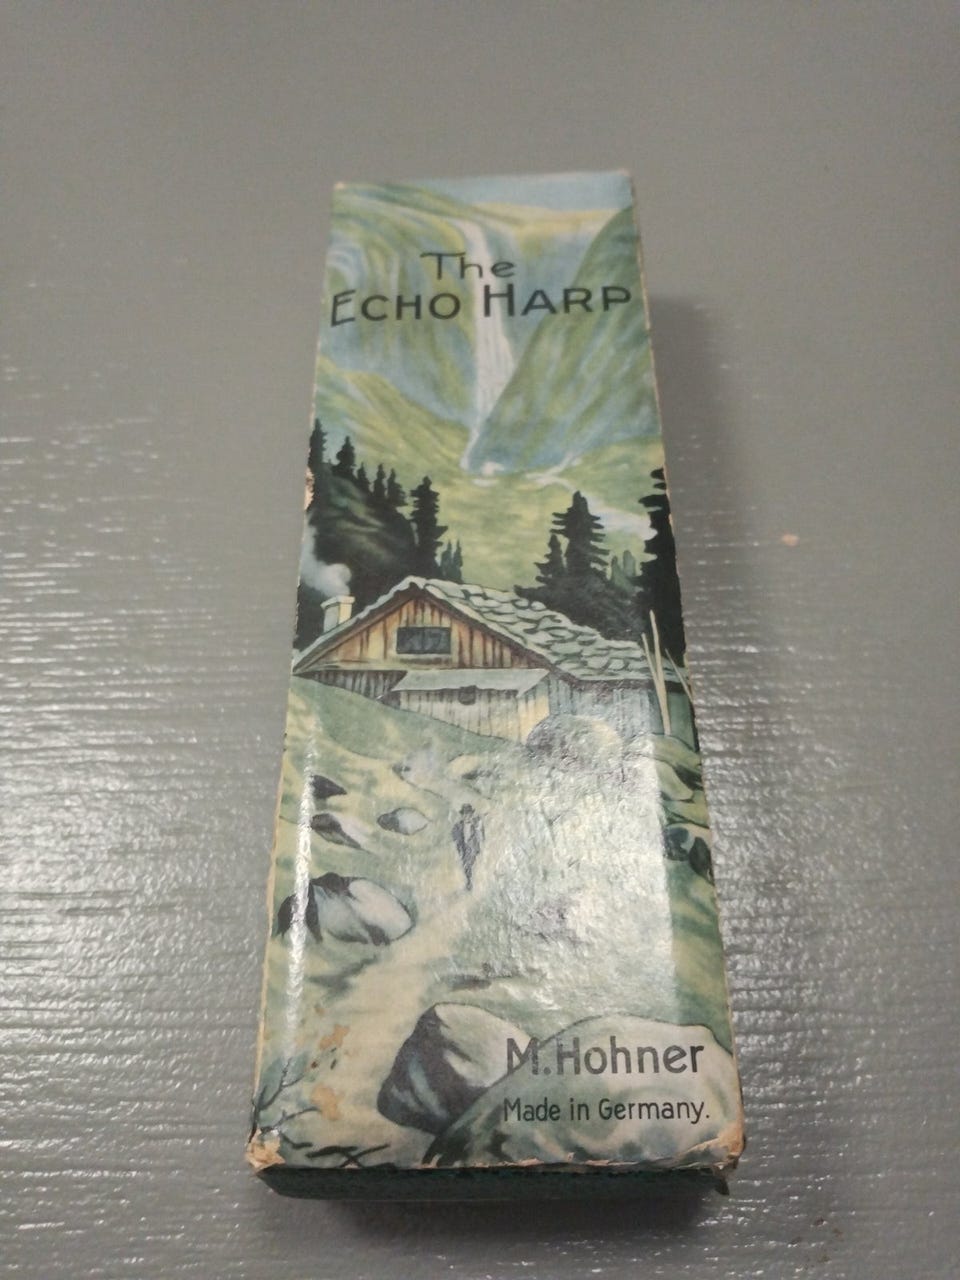 The
ECHO HARP
M. Hohner
Made in Germany.